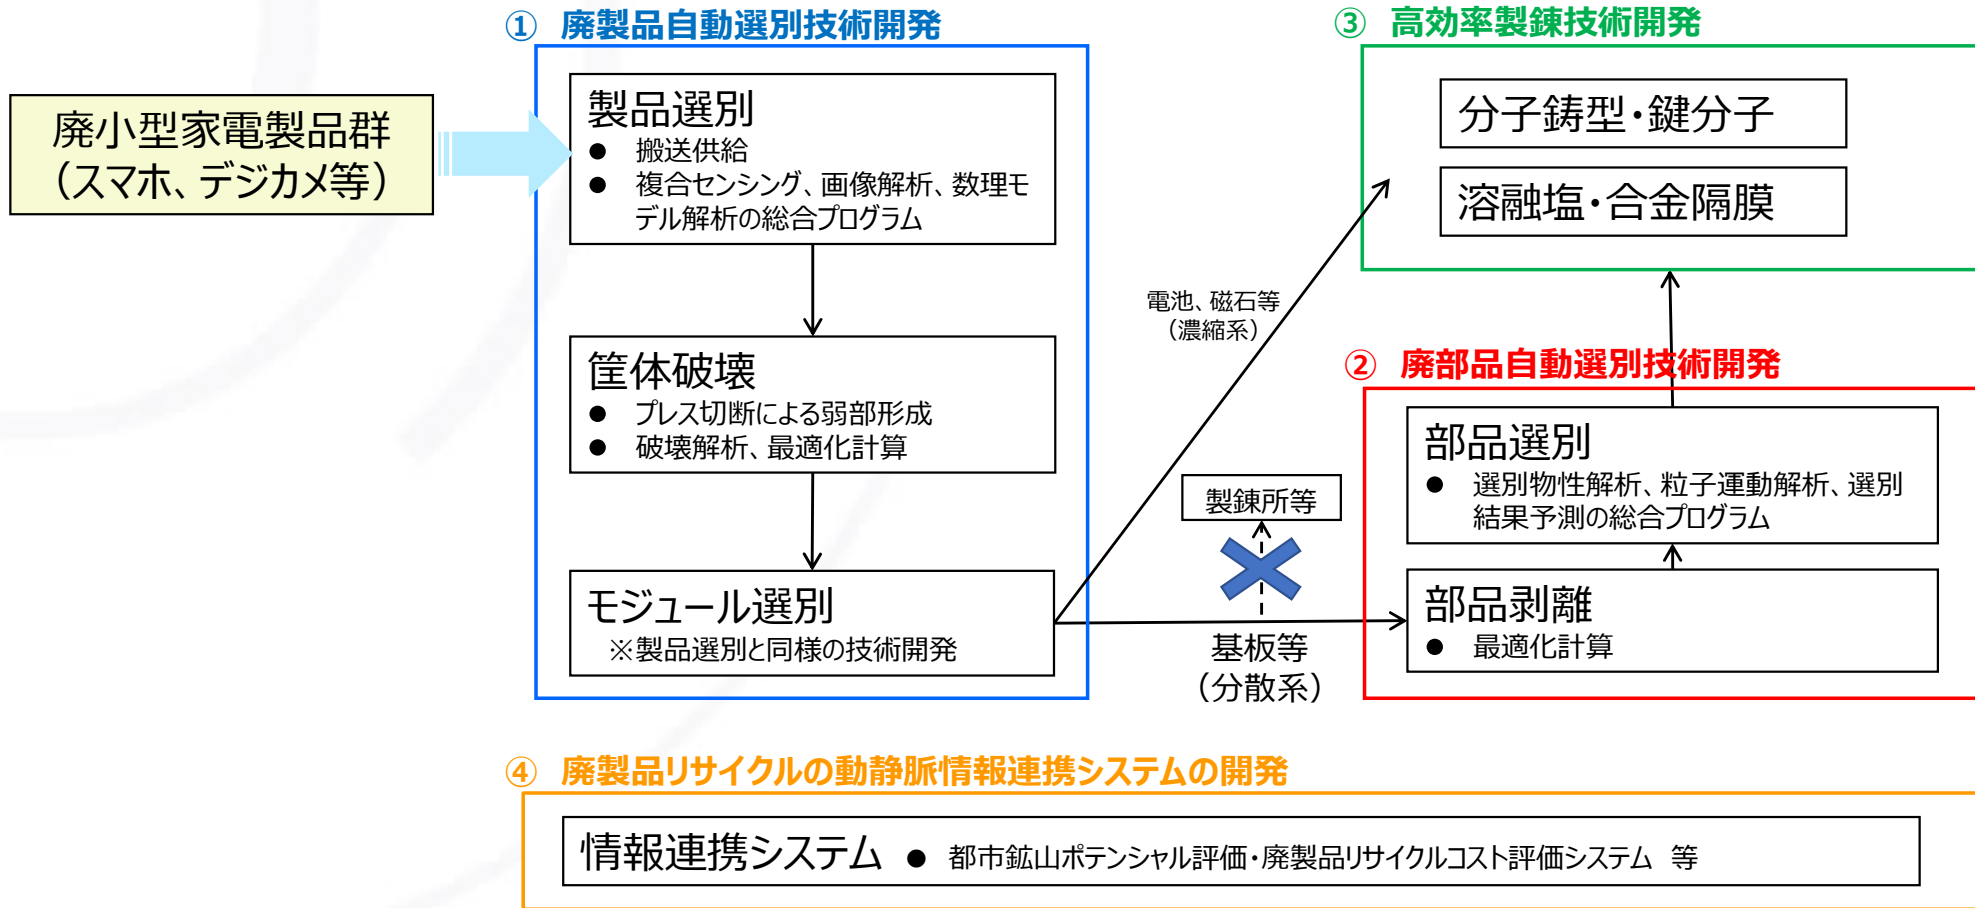 ① 廃製品自動選別技術開発
廃小型家電製品群
（スマホ、デジカメ等）
製品選別
● 搬送供給
● 複合センシング、画像解析、数理モ
デル解析の総合プログラム
筐体破壊
● プレス切断による弱部形成
● 破壊解析、最適化計算
モジュール選別
※製品選別と同様の技術開発
電池、磁石等
（濃縮系）
製錬所等
基板等
（分散系）
③ 高効率製錬技術開発
分子鋳型・鍵分子
溶融塩・合金隔膜
② 廃部品自動選別技術開発
部品選別
● 選別物性解析、粒子運動解析、選別
結果予測の総合プログラム
部品剥離
● 最適化計算
④ 廃製品リサイクルの動静脈情報連携システムの開発
情報連携システム ● 都市鉱山ポテンシャル評価・廃製品リサイクルコスト評価システム 等